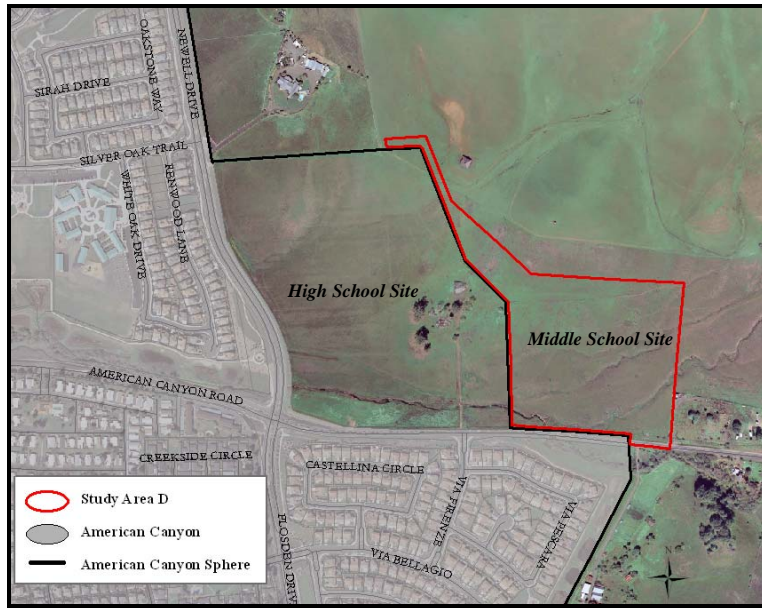 OAKSTONE WAY
NEWELL DRIVE
SIRAH DRIVE
SILVER OAK TRAIL
RENWOOD LANE
WHITE OAK DRIVE
High School Site
Middle School Site
AMERICAN CANYON ROAD
CREEKSIDE CIRCLE
CASTELLINA CIRCLE
VIA FIRENZE
VIA PESCARA
FLOSDEN DRIVE
VIA BELLAGIO
Study Area D
American Canyon
American Canyon Sphere